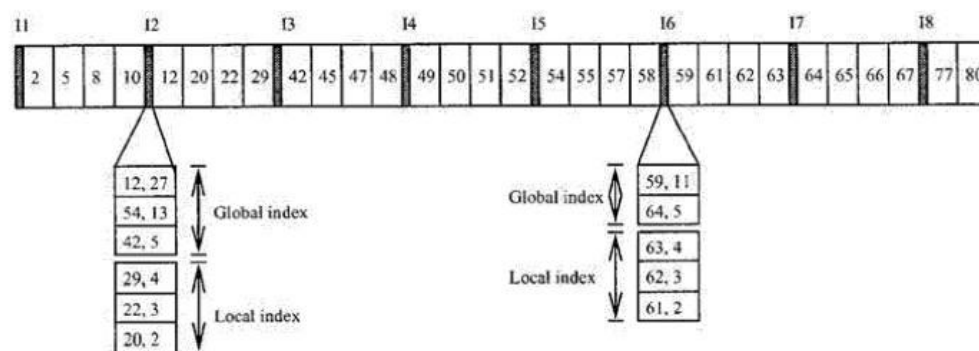 I1 I2 I3 I4 I5 I6 I7 I8
2 5 8 10 12 20 22 29 42 45 47 48 49 50 51 52 54 55 57 58 59 61 62 63 64 65 66 67 77 80
12, 27
54, 13
42, 5
Global index
29, 4
22, 3
20, 2
Local index
59, 11
64, 5
Global index
63, 4
62, 3
61, 2
Local index